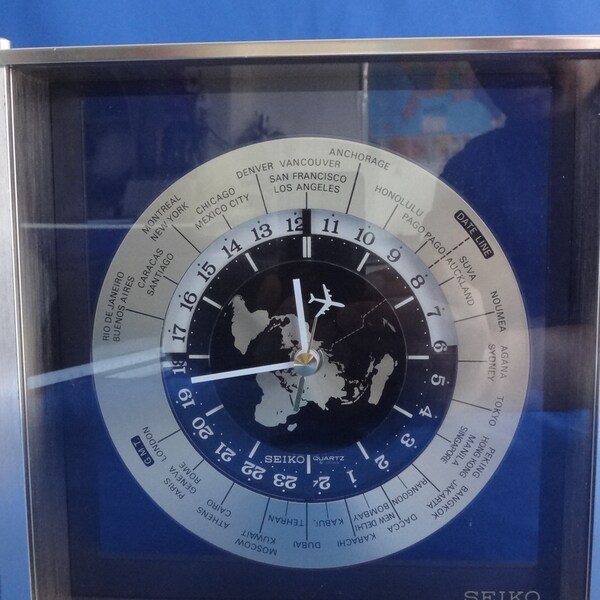 ANCHORAGE
DENVER VANCOUVER
SAN FRANCISCO
LOS ANGELES
HONOLULU
PAGO PAGO
DATE LINE
SUVA
AUCKLAND
NOUMEA
AGANA
SYDNEY
TOKYO
PEKING
HONG KONG
MANILA
SINGAPORE
BANGKOK
JAKARTA
DACCA
RANGOON
BOMBAY
NEW DELHI
KARACHI
KABUL
DUBAI
TEHRAN
KUWAIT
MOSCOW
ATHENS
CAIRO
ROME
GENEVA
PARIS
G.M.T.
LONDON
RIO DE JANEIRO
BUENOS AIRES
CARACAS
SANTIAGO
MONTREAL
NEW YORK
CHICAGO
MEXICO CITY
12 11 10 9 8 7 6 5 4 3 2 1 24 23 22 21 20 19 18 17 16 15 14 13
SEIKO QUARTZ
SEIKO